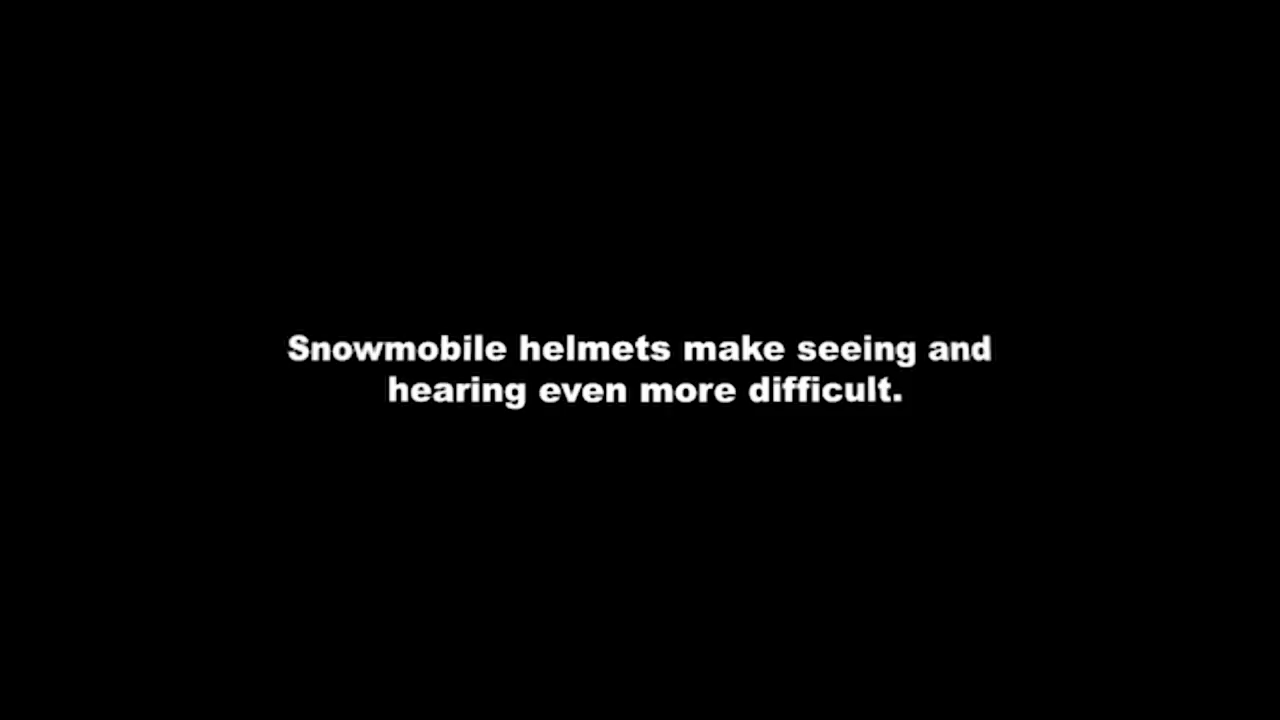 Snowmobile helmets make seeing and
hearing even more difficult.